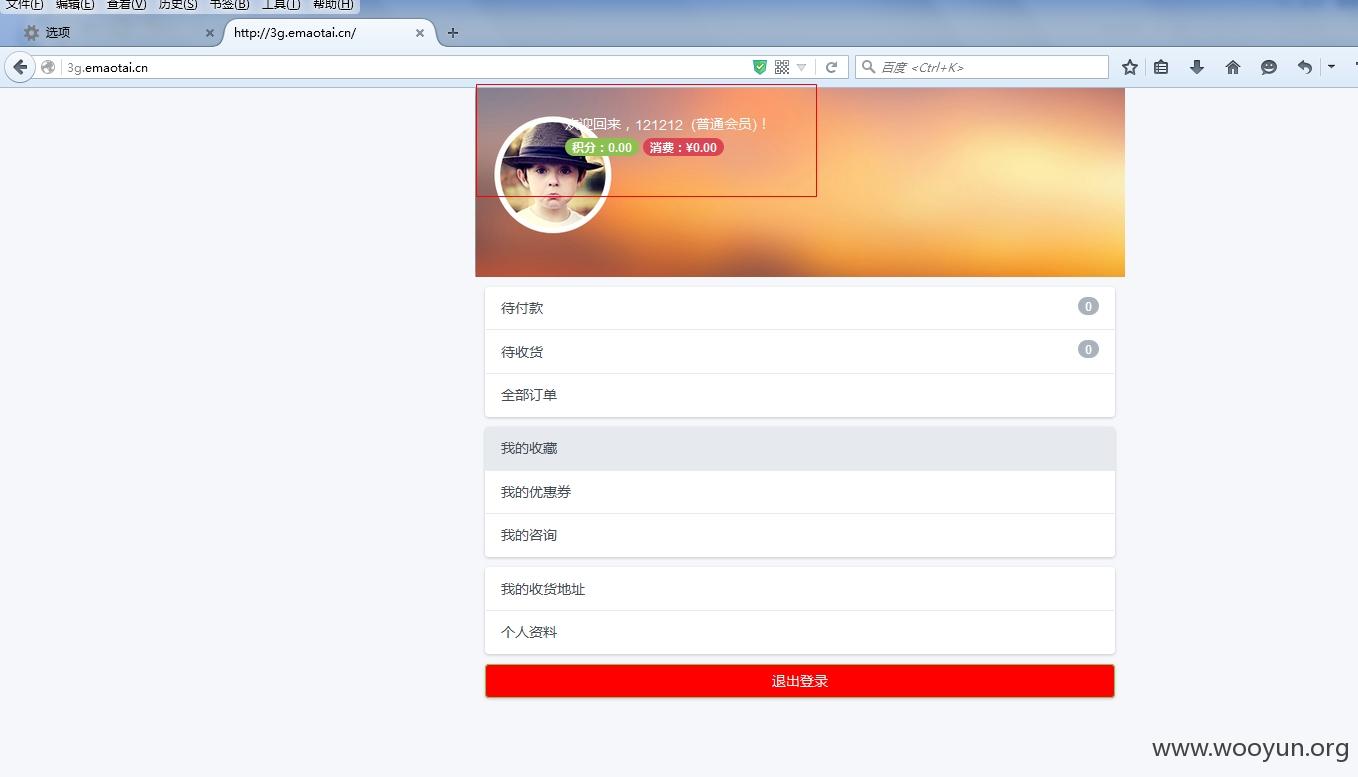 文件(F) 编辑(E) 查看(V) 历史(S) 书签(B) 工具(T) 帮助(H)
选项 http://3g.emaotai.cn/
3g.emaotai.cn 百度 <Ctrl+K>
欢迎回来，121212 (普通会员)！
积分：0.00 消费：¥0.00
待付款 0
待收货 0
全部订单
我的收藏
我的优惠券
我的咨询
我的收货地址
个人资料
退出登录
www.wooyun.org